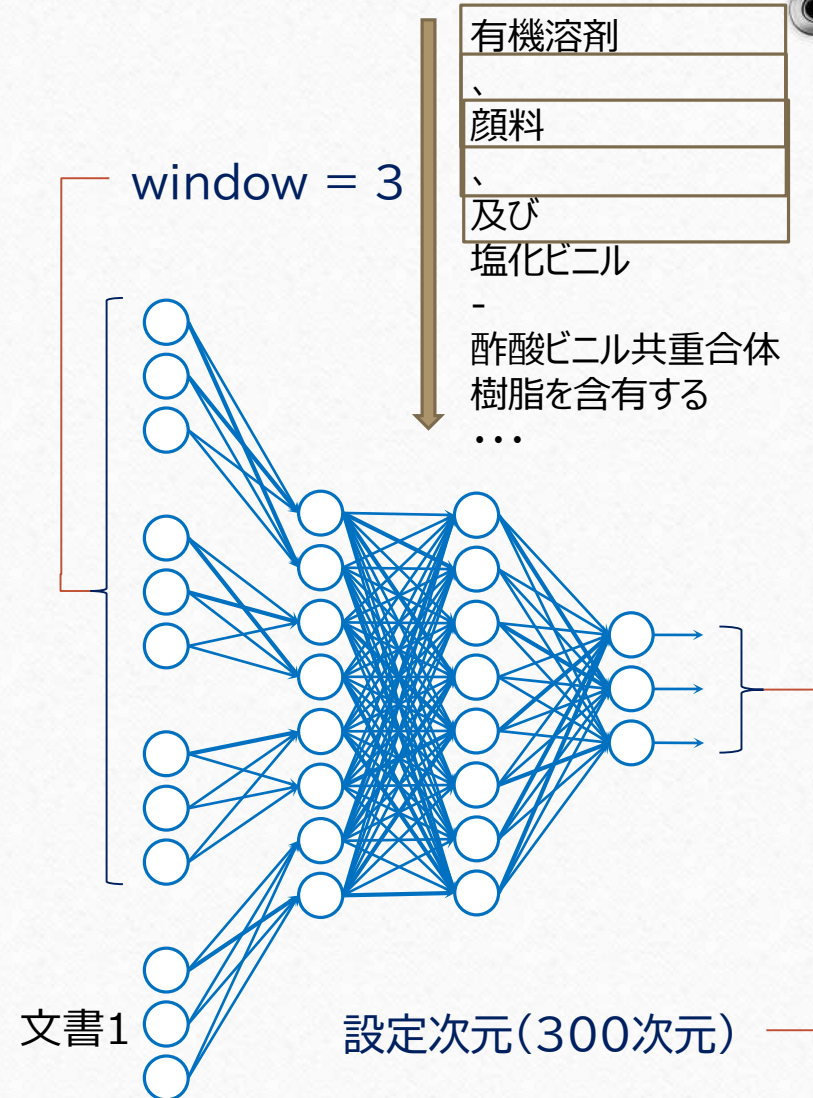 有機溶剤
、
顔料
、
及び
塩化ビニル
-
酢酸ビニル共重合体
樹脂を含有する
・・・
window = 3
文書1
設定次元(300次元)